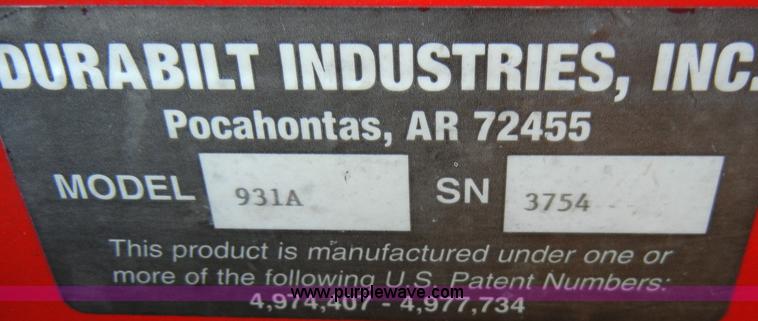 DURABILT INDUSTRIES, INC.
Pocahontas, AR 72455
MODEL 931A SN 3754
This product is manufactured under one or
more of the following U.S. Patent Numbers:
www.purplewave.com
4,974,407 - 4,977,734